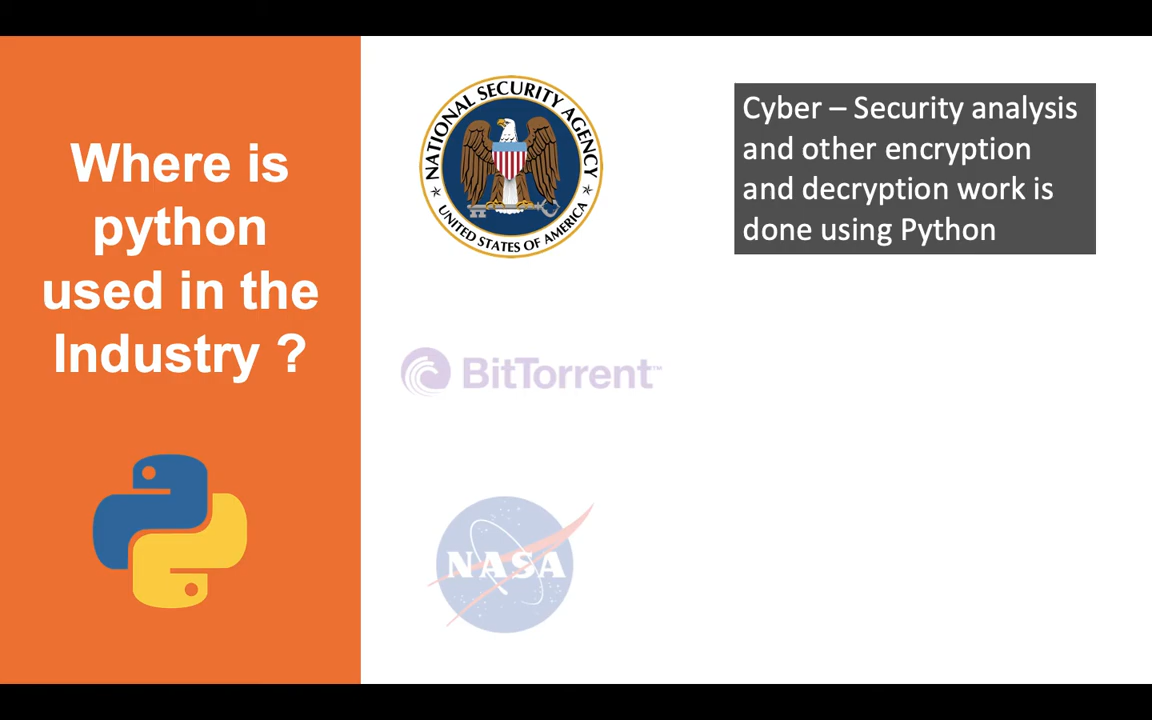 Where is
python
used in the
Industry ?
NATIONAL SECURITY AGENCY
UNITED STATES OF AMERICA
Cyber – Security analysis
and other encryption
and decryption work is
done using Python
BitTorrent™
NASA